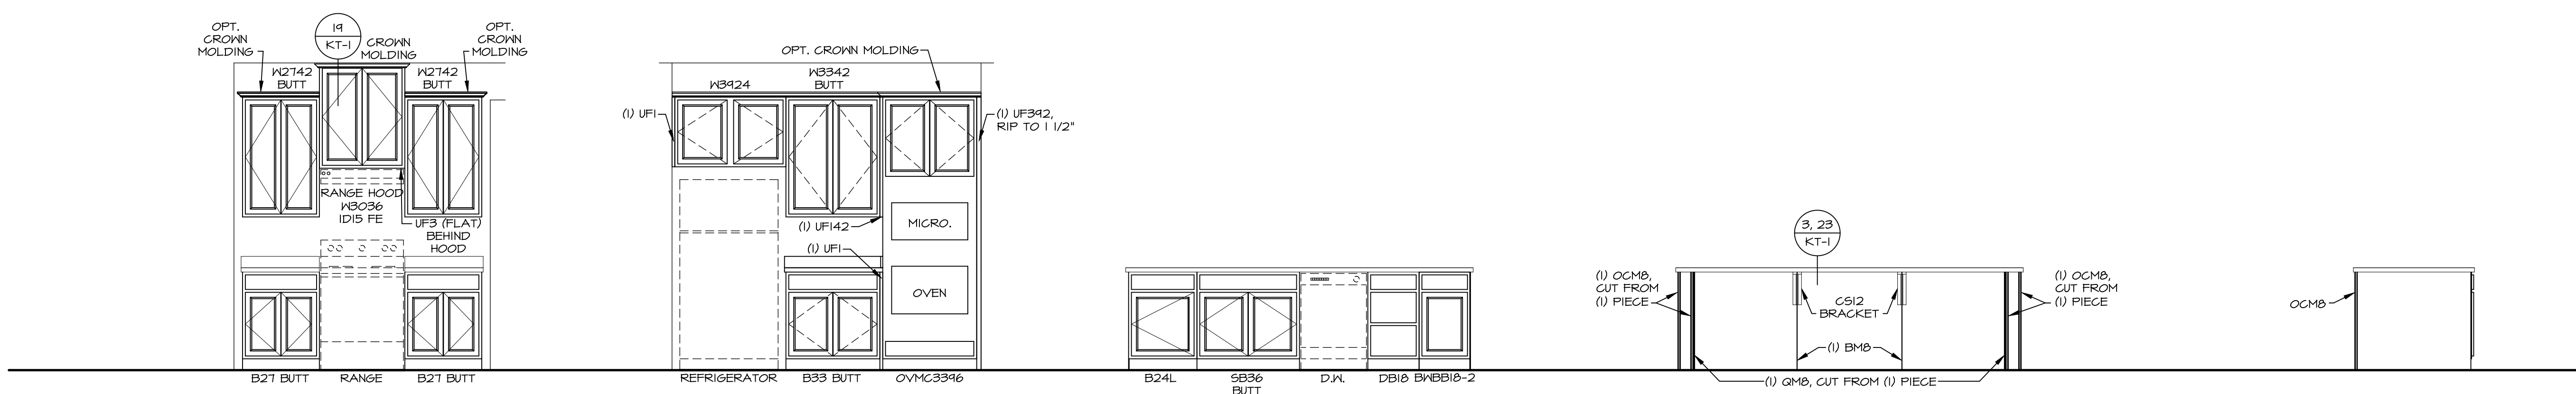 OPT.
CROWN
MOLDING
19
KT-1
CROWN
MOLDING
OPT.
CROWN
MOLDING
W2742
BUTT
W2742
BUTT
RANGE HOOD
W3036
1D15 FE
UF3 (FLAT)
BEHIND
HOOD
B27 BUTT
RANGE
B27 BUTT
OPT. CROWN MOLDING
W3924
W3342
BUTT
(1) UF1
(1) UF392,
RIP TO 1 1/2"
(1) UF142
(1) UF1
MICRO.
OVEN
REFRIGERATOR
B33 BUTT
OVMC3396
B24L
SB36
BUTT
D.W.
DB18
BWBB18-2
3, 23
KT-1
(1) OCM8,
CUT FROM
(1) PIECE
CS12
BRACKET
(1) BM8
(1) OCM8,
CUT FROM
(1) PIECE
(1) QM8, CUT FROM (1) PIECE
OCM8